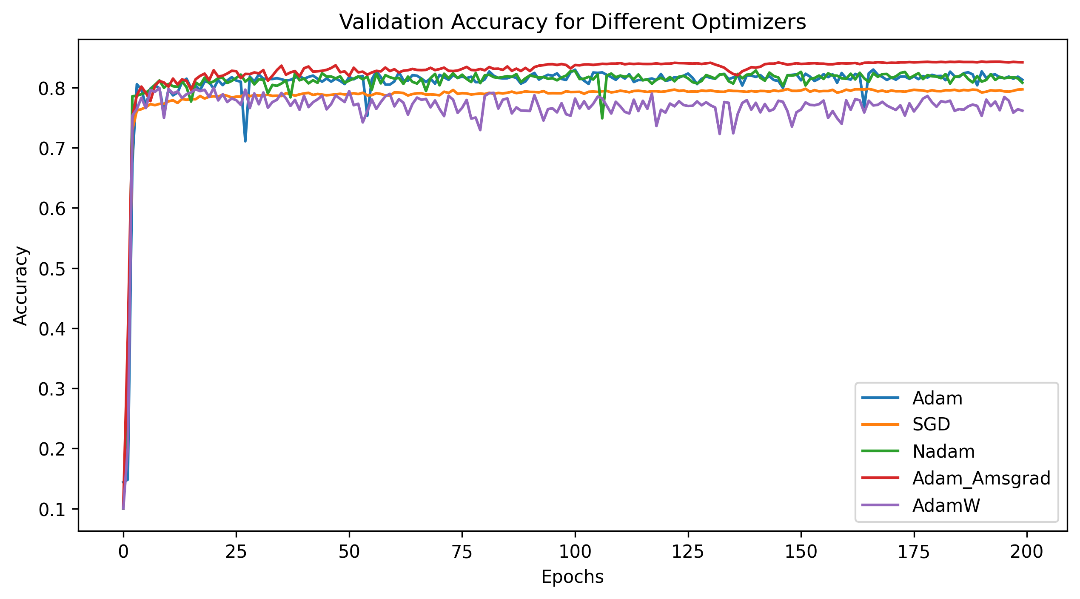 Validation Accuracy for Different Optimizers
Accuracy
0.8
0.7
0.6
0.5
0.4
0.3
0.2
0.1
0 25 50 75 100 125 150 175 200
Epochs
Adam
SGD
Nadam
Adam_Amsgrad
AdamW